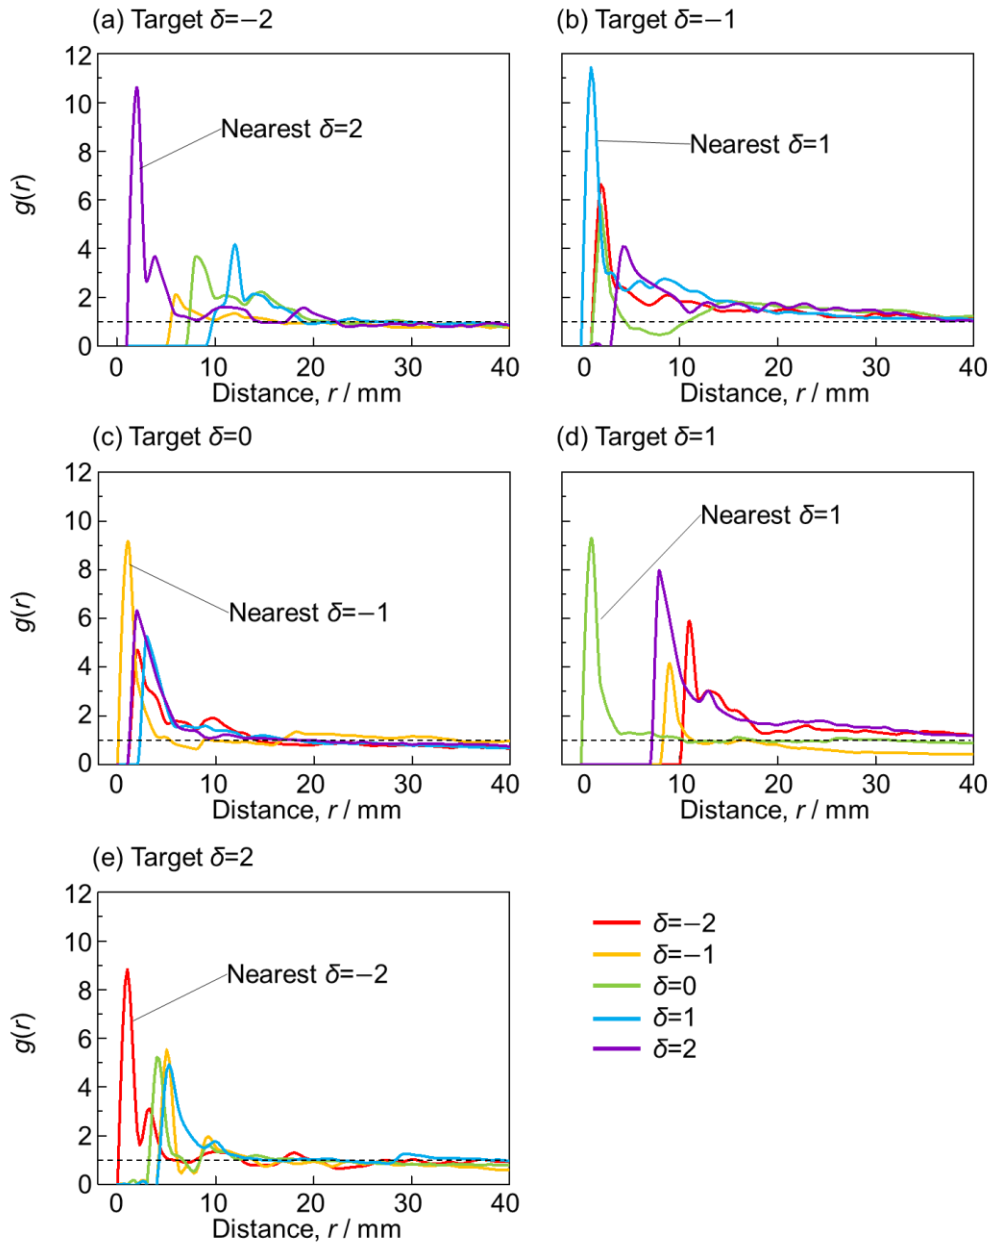 (a) Target δ=−2
12
10
8
6
4
2
0
g(r)
Nearest δ=2
0 10 20 30 40
Distance, r / mm
(b) Target δ=−1
Nearest δ=1
0 10 20 30 40
Distance, r / mm
(c) Target δ=0
12
10
8
6
4
2
0
g(r)
Nearest δ=−1
0 10 20 30 40
Distance, r / mm
(d) Target δ=1
Nearest δ=1
0 10 20 30 40
Distance, r / mm
(e) Target δ=2
12
10
8
6
4
2
0
g(r)
Nearest δ=−2
0 10 20 30 40
Distance, r / mm
δ=−2
δ=−1
δ=0
δ=1
δ=2